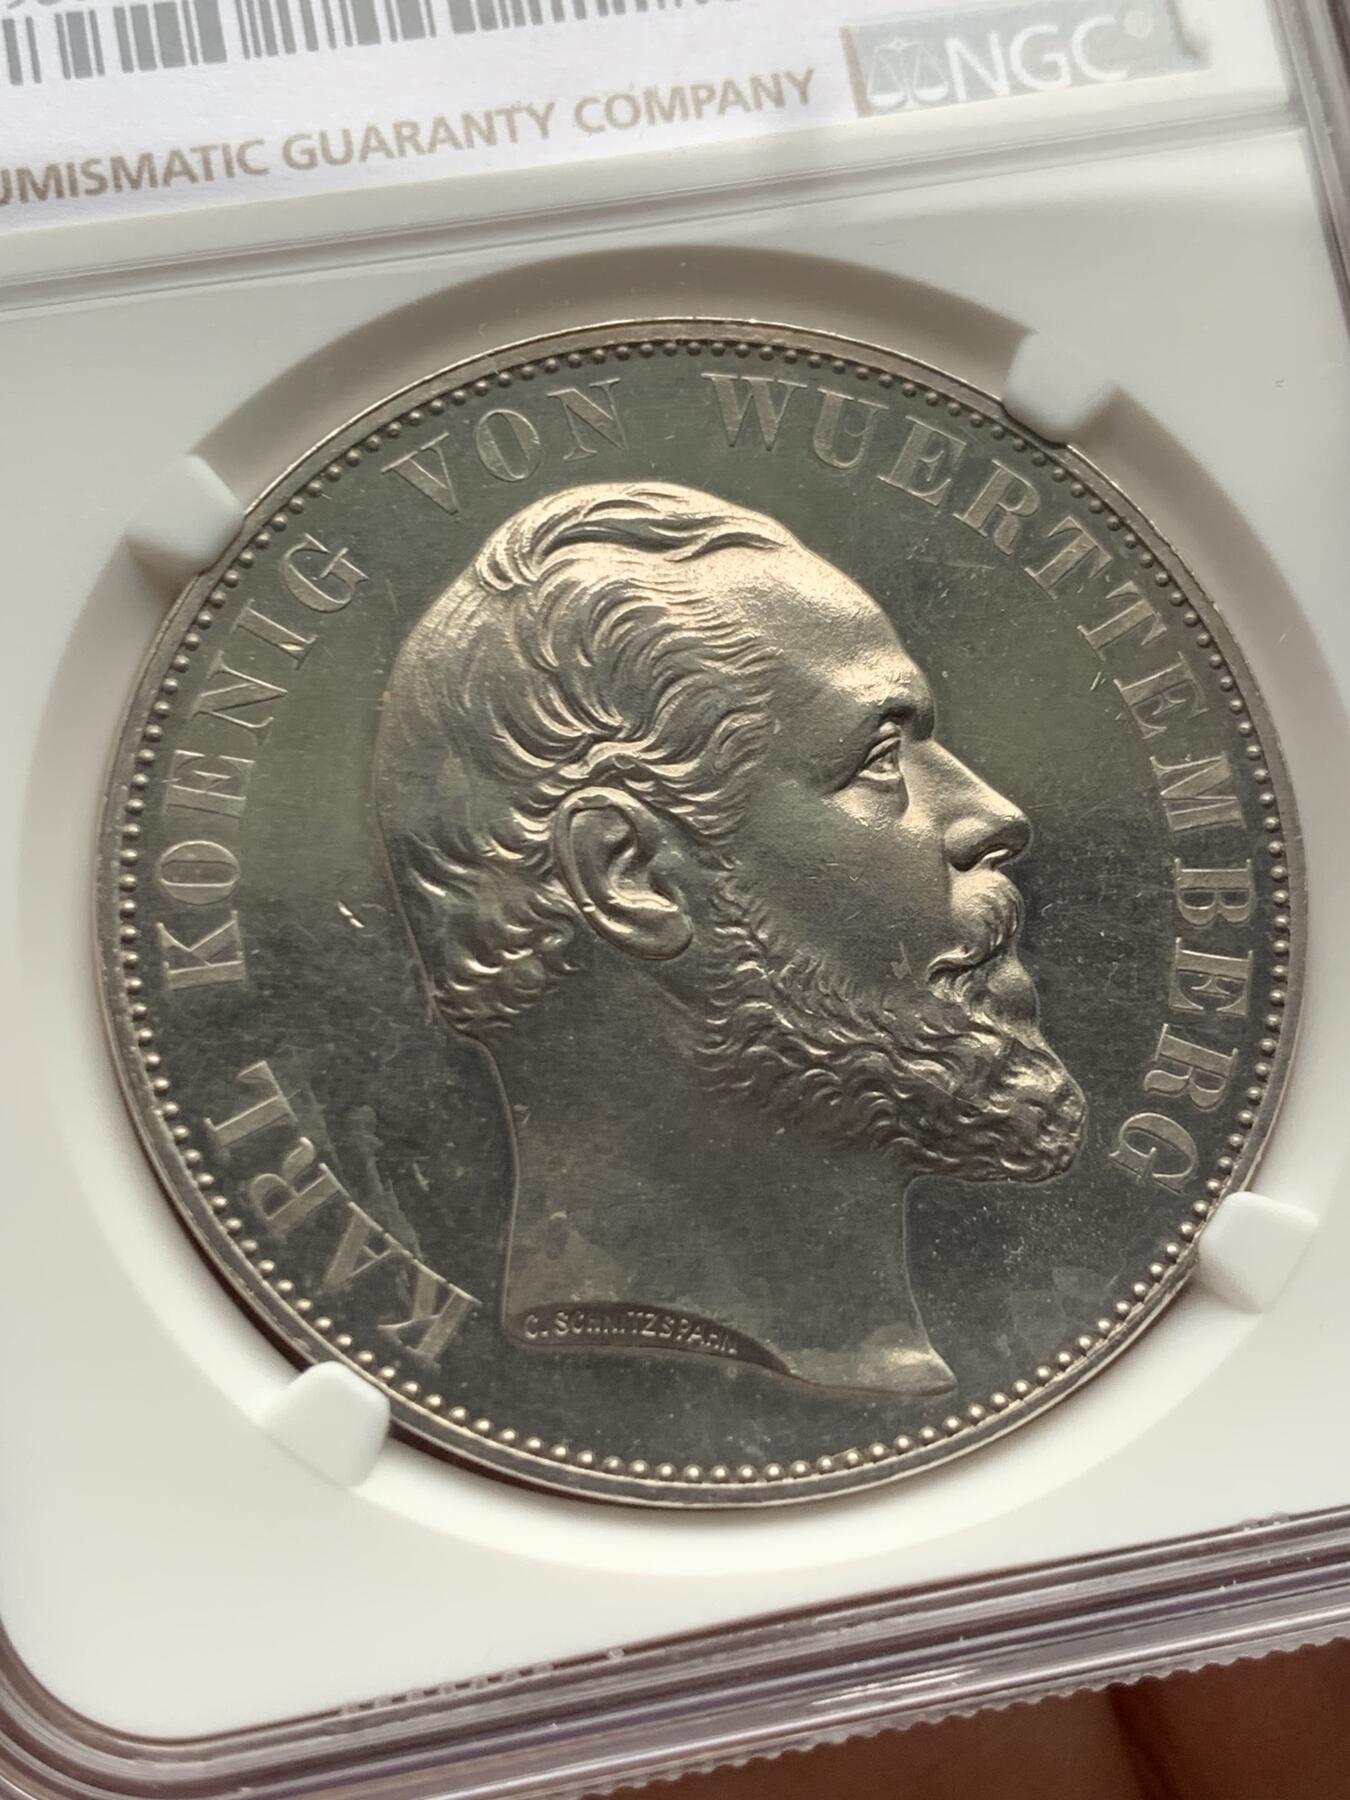 NGC®
UMISMATIC GUARANTY COMPANY
KARL KOENIG VON WUERTTEMBERG
C. SCHNITZSPAHN